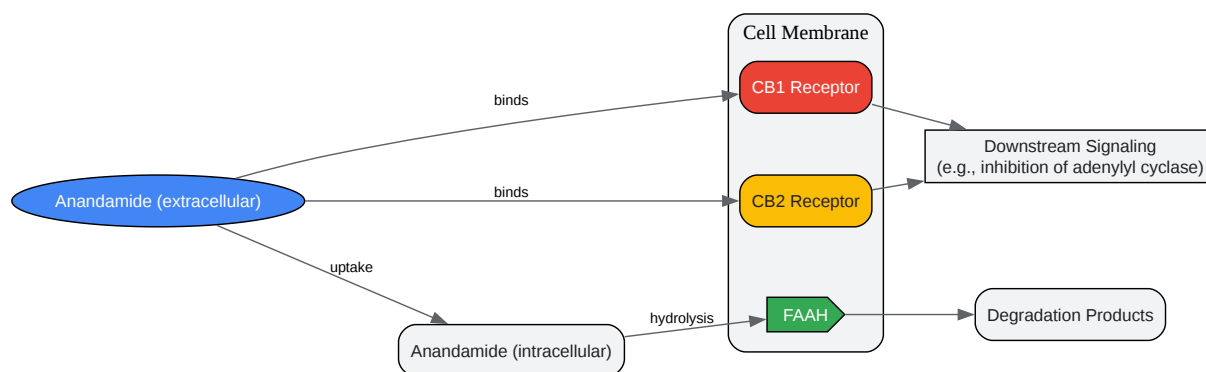 Cell Membrane
CB1 Receptor
binds
Downstream Signaling
(e.g., inhibition of adenylyl cyclase)
Anandamide (extracellular)
binds
CB2 Receptor
uptake
hydrolysis
FAAH
Degradation Products
Anandamide (intracellular)